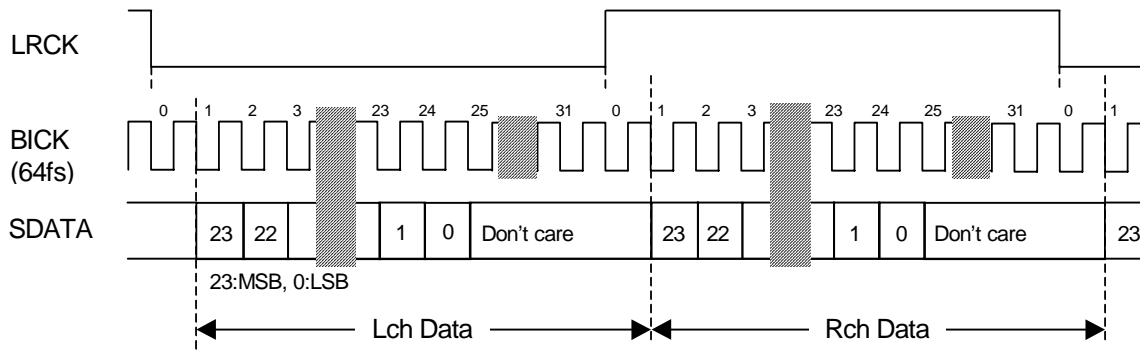 LRCK
0 1 2 3 23 24 25 31 0 1 2 3 23 24 25 31 0 1
BICK
(64fs)
SDATA 23 22 1 0 Don't care 23 22 1 0 Don't care 23
23:MSB, 0:LSB
Lch Data Rch Data